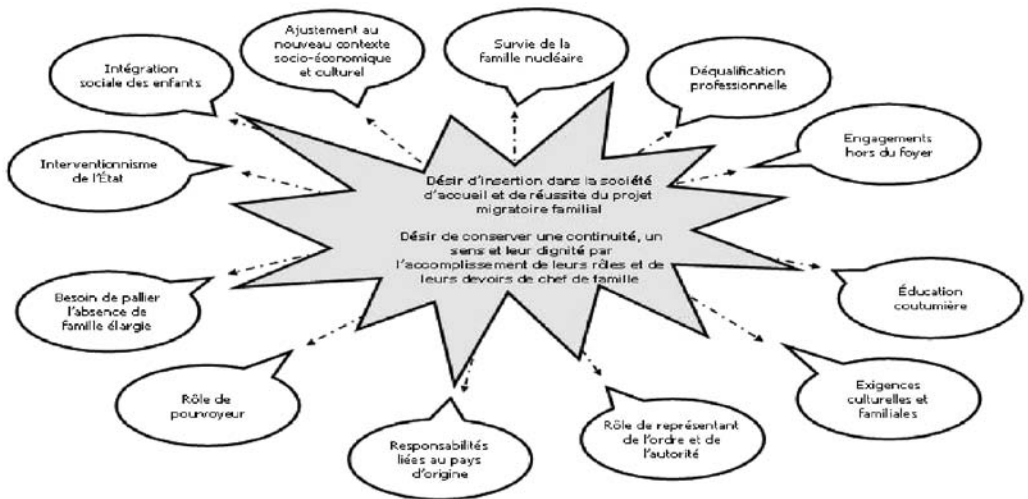 Ajustement au
nouveau contexte
socio-économique
et culturel
Survie de la
famille nucléaire
Intégration
sociale des enfants
Déqualification
professionnelle
Engagements
hors du foyer
Interventionnisme
de l'État
Désir d'insertion dans la société
d'accueil et de réussite du projet
migratoire familial
Désir de conserver une continuité, un
sens et leur dignité par
l'accomplissement de leurs rôles et de
leurs devoirs de chef de famille
Besoin de pallier
l'absence de
famille élargie
Éducation
coutumière
Rôle de
pourvoyeur
Exigences
culturelles et
familiales
Responsabilités
liées au pays
d'origine
Rôle de représentant
de l'ordre et de
l'autorité